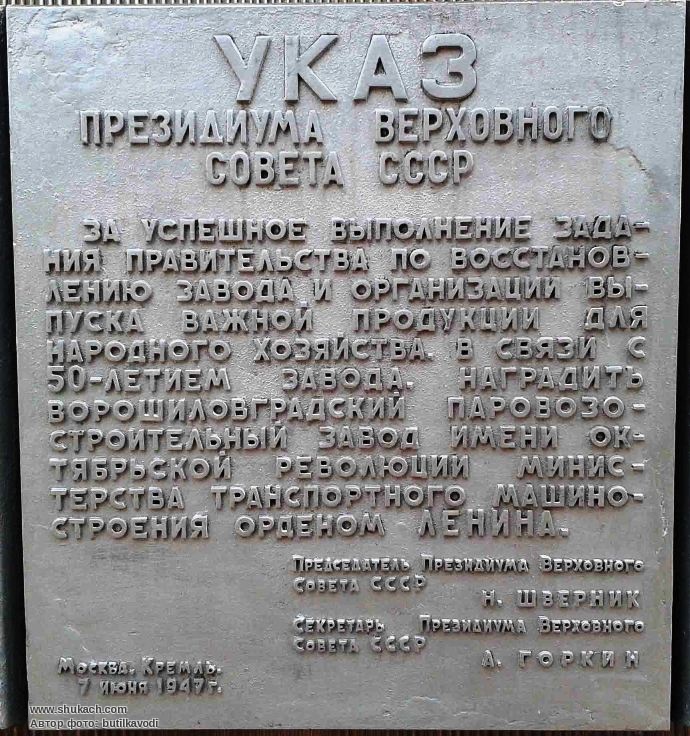 УКАЗ
ПРЕЗИДИУМА ВЕРХОВНОГО
СОВЕТА СССР
ЗА УСПЕШНОЕ ВЫПОЛНЕНИЕ ЗАДА-
НИЯ ПРАВИТЕЛЬСТВА ПО ВОССТАНОВ-
ЛЕНИЮ ЗАВОДА И ОРГАНИЗАЦИИ ВЫ-
ПУСКА ВАЖНОЙ ПРОДУКЦИИ ДЛЯ
НАРОДНОГО ХОЗЯЙСТВА, В СВЯЗИ С
50-ЛЕТИЕМ ЗАВОДА, НАГРАДИТЬ
ВОРОШИЛОВГРАДСКИЙ ПАРОВОЗО-
СТРОИТЕЛЬНЫЙ ЗАВОД ИМЕНИ ОК-
ТЯБРЬСКОЙ РЕВОЛЮЦИИ МИНИС-
ТЕРСТВА ТРАНСПОРТНОГО МАШИНО-
СТРОЕНИЯ ОРДЕНОМ ЛЕНИНА.
Председатель Президиума Верховного
Совета СССР
Н. ШВЕРНИК
Секретарь Президиума Верховного
Совета СССР
А. ГОРКИН
Москва, Кремль.
7 июня 1947 г.
www.shukach.com
Автор фото: butilkavodi